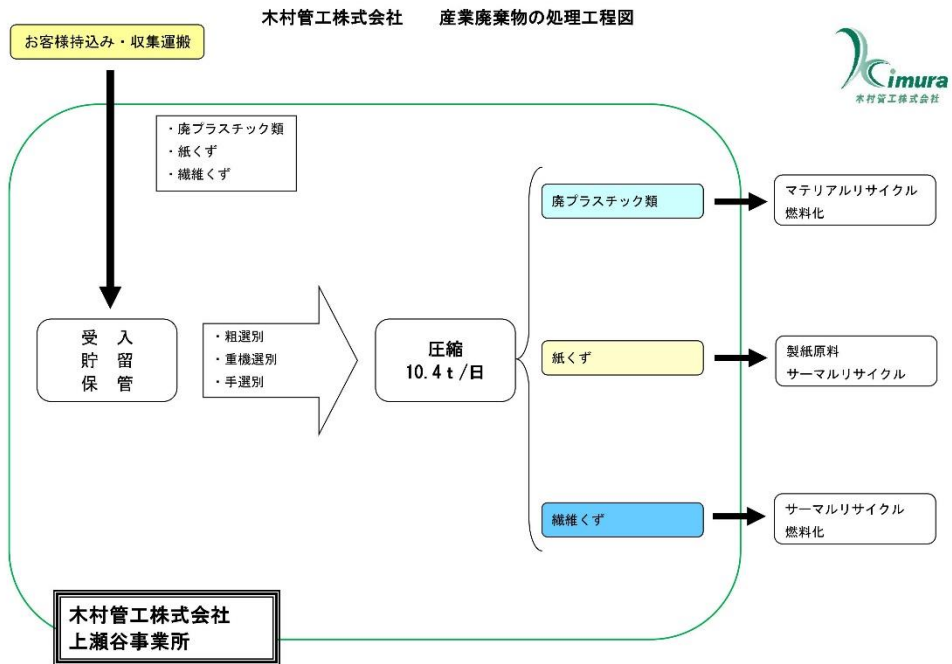 木村管工株式会社　　産業廃棄物の処理工程図
お客様持込み・収集運搬
Kimura
木村管工株式会社
・廃プラスチック類
・紙くず
・繊維くず
受　入
貯　留
保　管
・粗選別
・重機選別
・手選別
圧縮
10.4ｔ/日
廃プラスチック類
マテリアルリサイクル
燃料化
紙くず
製紙原料
サーマルリサイクル
繊維くず
サーマルリサイクル
燃料化
木村管工株式会社
上瀬谷事業所